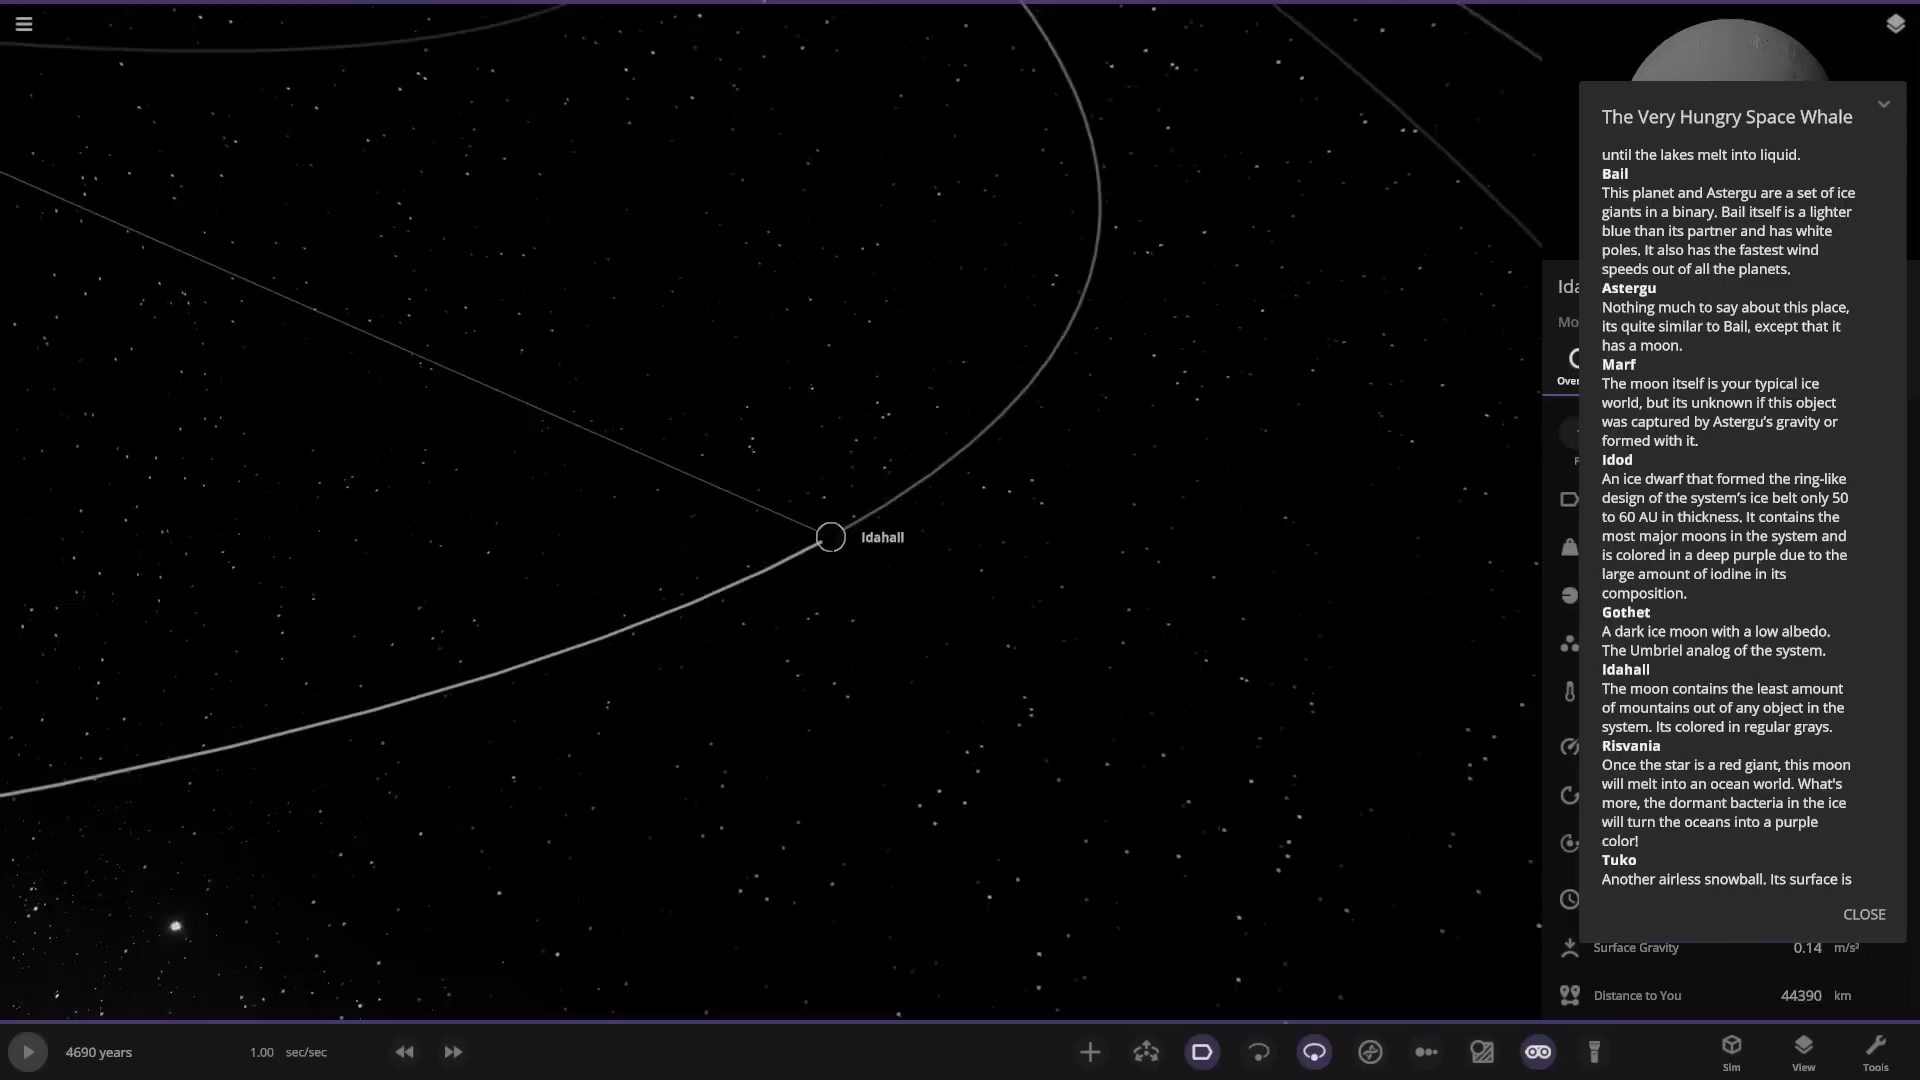 The Very Hungry Space Whale
until the lakes melt into liquid.
Bail
This planet and Astergu are a set of ice
giants in a binary. Bail itself is a lighter
blue than its partner and has white
poles. It also has the fastest wind
speeds out of all the planets.
Astergu
Nothing much to say about this place,
its quite similar to Bail, except that it
has a moon.
Marf
The moon itself is your typical ice
world, but its unknown if this object
was captured by Astergu's gravity or
formed with it.
Idod
An ice dwarf that formed the ring-like
design of the system's ice belt only 50
to 60 AU in thickness. It contains the
most major moons in the system and
is colored in a deep purple due to the
large amount of iodine in its
composition.
Gothet
A dark ice moon with a low albedo.
The Umbriel analog of the system.
Idahall
The moon contains the least amount
of mountains out of any object in the
system. Its colored in regular grays.
Risvania
Once the star is a red giant, this moon
will melt into an ocean world. What's
more, the dormant bacteria in the ice
will turn the oceans into a purple
color!
Tuko
Another airless snowball. Its surface is
CLOSE
Ida
Mo
Over
Idahall
Surface Gravity 0.14 m/s²
Distance to You 44390 km
4690 years 1.00 sec/sec
Sim View Tools